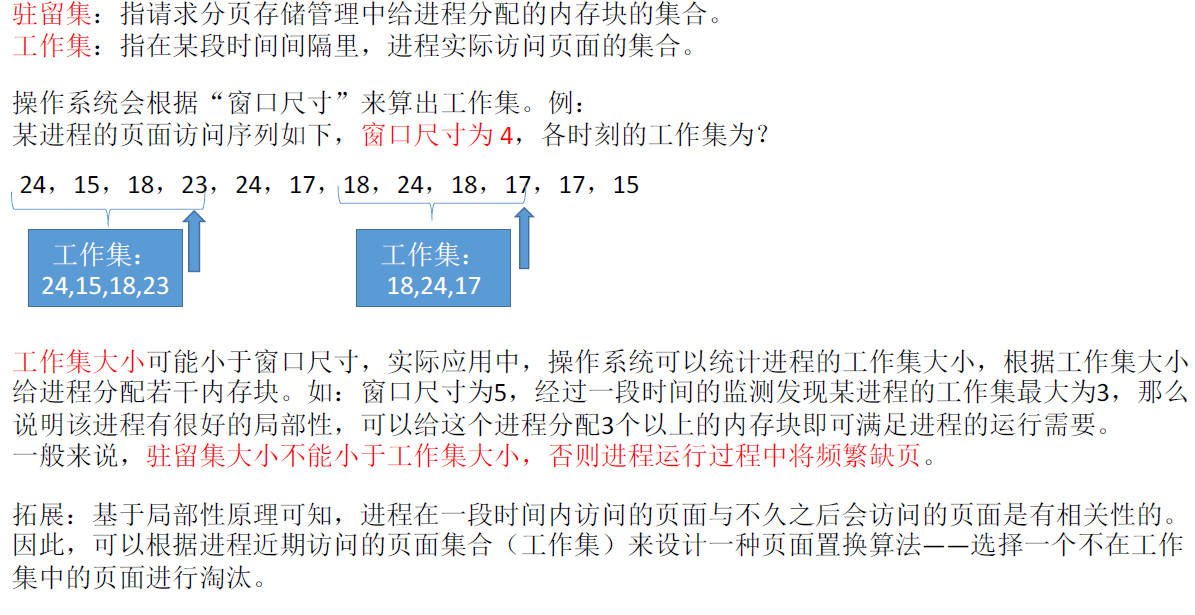 驻留集：指请求分页存储管理中给进程分配的内存块的集合。
工作集：指在某段时间间隔里，进程实际访问页面的集合。
操作系统会根据“窗口尺寸”来算出工作集。例：
某进程的页面访问序列如下，窗口尺寸为 4，各时刻的工作集为？
24，15，18，23，24，17，18，24，18，17，17，15
工作集：
24,15,18,23
工作集：
18,24,17
工作集大小可能小于窗口尺寸，实际应用中，操作系统可以统计进程的工作集大小，根据工作集大小
给进程分配若干内存块。如：窗口尺寸为5，经过一段时间的监测发现某进程的工作集最大为3，那么
说明该进程有很好的局部性，可以给这个进程分配3个以上的内存块即可满足进程的运行需要。
一般来说，驻留集大小不能小于工作集大小，否则进程运行过程中将频繁缺页。
拓展：基于局部性原理可知，进程在一段时间内访问的页面与不久之后会访问的页面是有相关性的。
因此，可以根据进程近期访问的页面集合（工作集）来设计一种页面置换算法——选择一个不在工作
集中的页面进行淘汰。